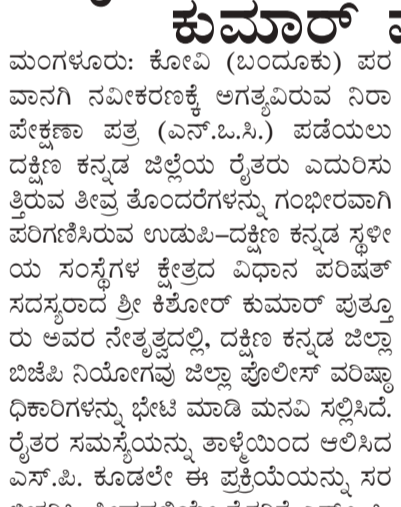 ಕುಮಾರ್
ಮಂಗಳೂರು: ಕೋವಿ (ಬಂದೂಕು) ಪರ
ವಾನಗಿ ನವೀಕರಣಕ್ಕೆ ಅಗತ್ಯವಿರುವ ನಿರಾ
ಪೇಕ್ಷಣಾ ಪತ್ರ (ಎನ್.ಒ.ಸಿ.) ಪಡೆಯಲು
ದಕ್ಷಿಣ ಕನ್ನಡ ಜಿಲ್ಲೆಯ ರೈತರು ಎದುರಿಸು
ತ್ತಿರುವ ತೀವ್ರ ತೊಂದರೆಗಳನ್ನು ಗಂಭೀರವಾಗಿ
ಪರಿಗಣಿಸಿರುವ ಉಡುಪಿ-ದಕ್ಷಿಣ ಕನ್ನಡ ಸ್ಥಳೀ
ಯ ಸಂಸ್ಥೆಗಳ ಕ್ಷೇತ್ರದ ವಿಧಾನ ಪರಿಷತ್
ಸದಸ್ಯರಾದ ಶ್ರೀ ಕಿಶೋರ್ ಕುಮಾರ್ ಪುತ್ತೂ
ರು ಅವರ ನೇತೃತ್ವದಲ್ಲಿ, ದಕ್ಷಿಣ ಕನ್ನಡ ಜಿಲ್ಲಾ
ಬಿಜೆಪಿ ನಿಯೋಗವು ಜಿಲ್ಲಾ ಪೊಲೀಸ್ ವರಿಷ್ಠಾ
ಧಿಕಾರಿಗಳನ್ನು ಭೇಟಿ ಮಾಡಿ ಮನವಿ ಸಲ್ಲಿಸಿದೆ.
ರೈತರ ಸಮಸ್ಯೆಯನ್ನು ತಾಳ್ಮೆಯಿಂದ ಆಲಿಸಿದ
ಎಸ್.ಪಿ. ಕೂಡಲೇ ಈ ಪ್ರಕ್ರಿಯೆಯನ್ನು ಸರ